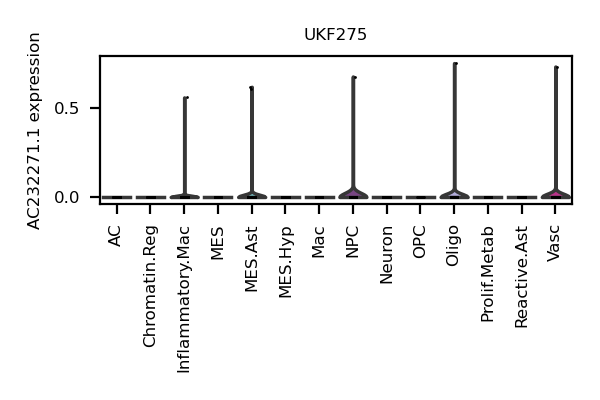 UKF275
AC232271.1 expression
0.5
0.0
AC
Chromatin.Reg
Inflammatory.Mac
MES
MES.Ast
MES.Hyp
Mac
NPC
Neuron
OPC
Oligo
Prolif.Metab
Reactive.Ast
Vasc